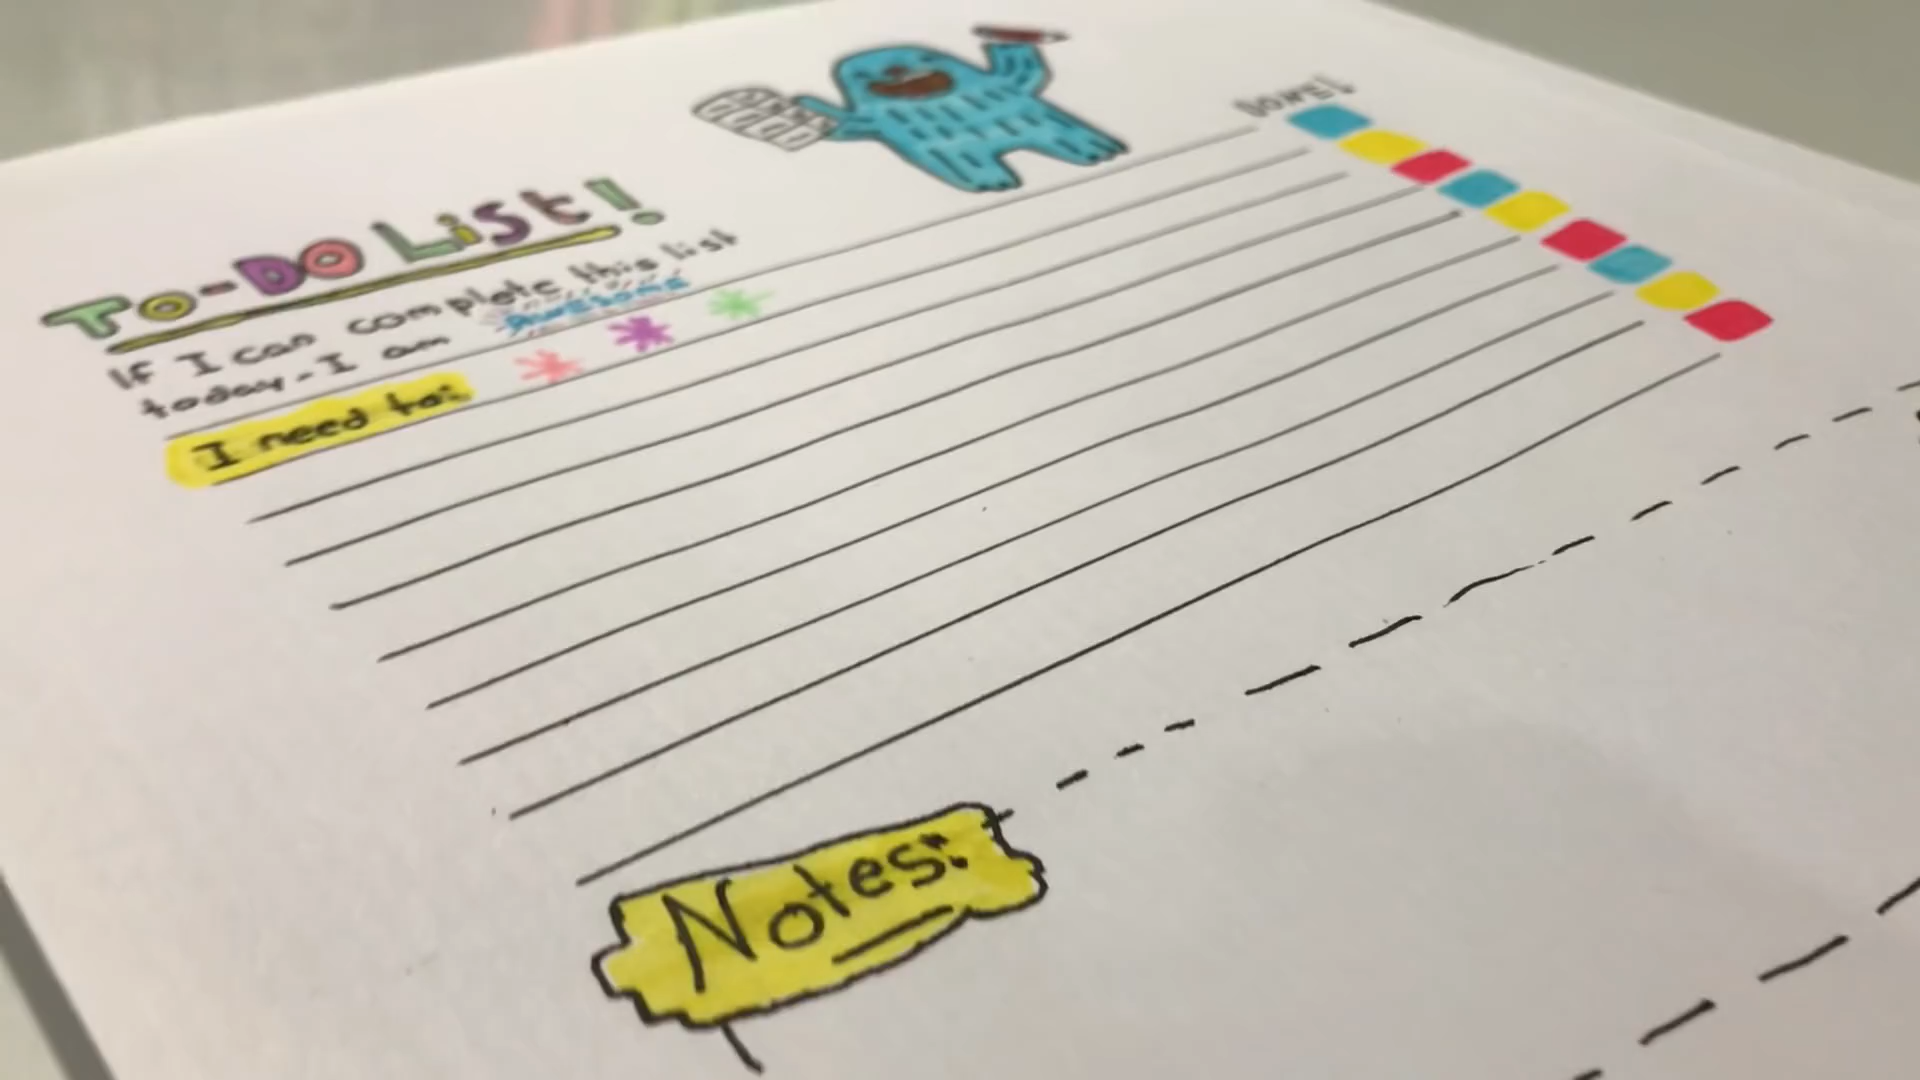 DONE!
To-Do List!
If I can complete this list
today - I am Awesome
I need to:
Notes: